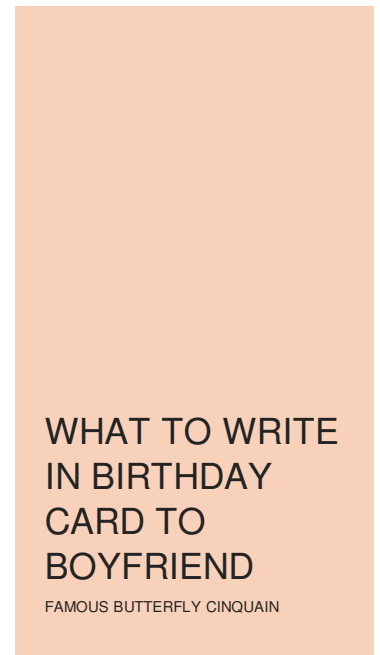 WHAT TO WRITE
IN BIRTHDAY
CARD TO
BOYFRIEND
FAMOUS BUTTERFLY CINQUAIN